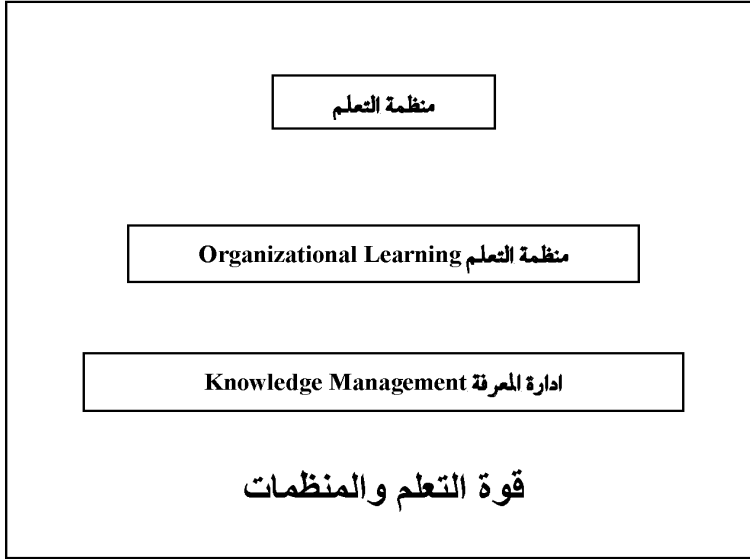 منظمة التعلم
منظمة التعلم Organizational Learning
ادارة المعرفة Knowledge Management
قوة التعلم والمنظمات